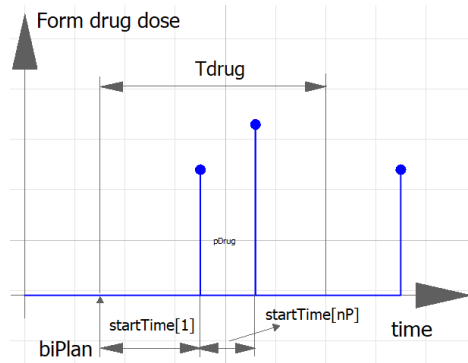 Form drug dose
Tdrug
pDrug
startTime[1]
startTime[nP]
biPlan
time